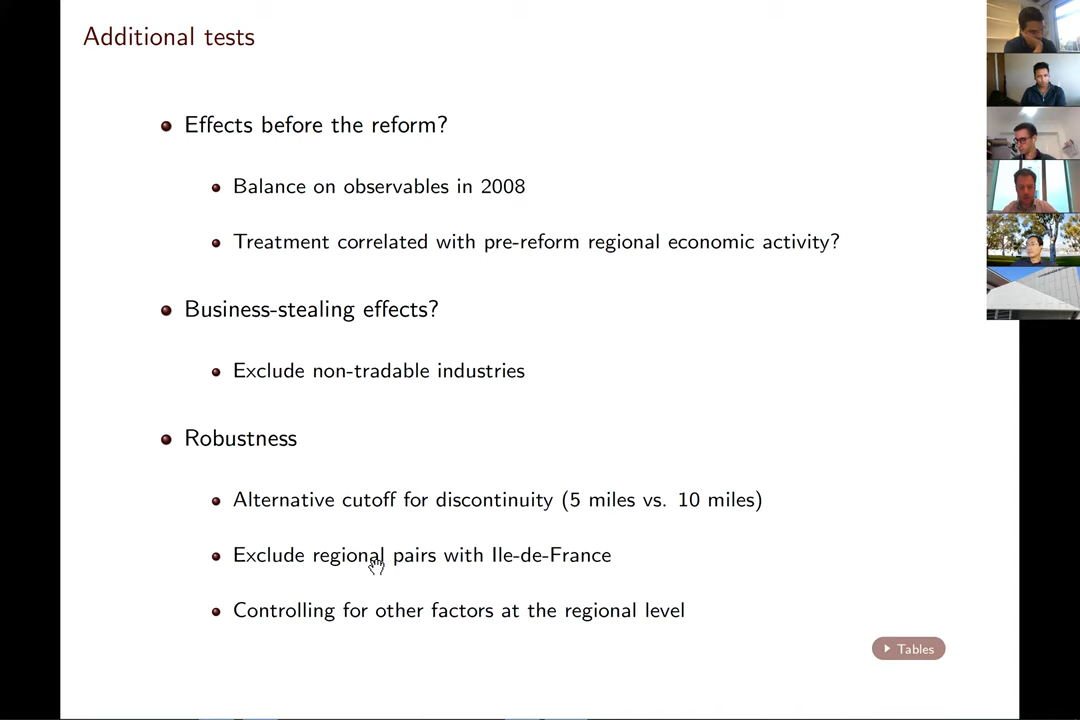 Additional tests
Effects before the reform?
Balance on observables in 2008
Treatment correlated with pre-reform regional economic activity?
Business-stealing effects?
Exclude non-tradable industries
Robustness
Alternative cutoff for discontinuity (5 miles vs. 10 miles)
Exclude regional pairs with Ile-de-France
Controlling for other factors at the regional level
Tables